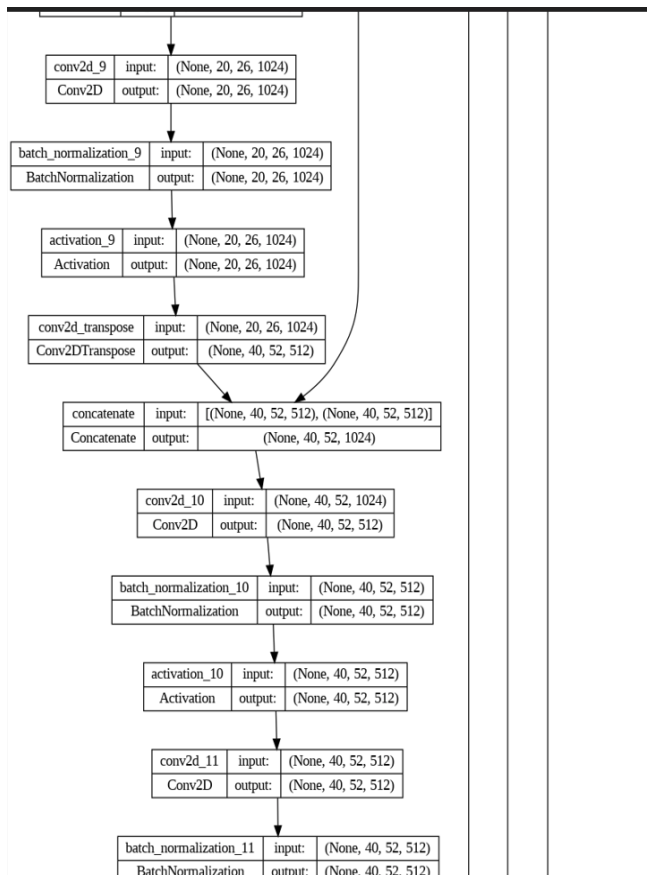 conv2d_9 input: (None, 20, 26, 1024)
Conv2D output: (None, 20, 26, 1024)
batch_normalization_9 input: (None, 20, 26, 1024)
BatchNormalization output: (None, 20, 26, 1024)
activation_9 input: (None, 20, 26, 1024)
Activation output: (None, 20, 26, 1024)
conv2d_transpose input: (None, 20, 26, 1024)
Conv2DTranspose output: (None, 40, 52, 512)
concatenate input: [(None, 40, 52, 512), (None, 40, 52, 512)]
Concatenate output: (None, 40, 52, 1024)
conv2d_10 input: (None, 40, 52, 1024)
Conv2D output: (None, 40, 52, 512)
batch_normalization_10 input: (None, 40, 52, 512)
BatchNormalization output: (None, 40, 52, 512)
activation_10 input: (None, 40, 52, 512)
Activation output: (None, 40, 52, 512)
conv2d_11 input: (None, 40, 52, 512)
Conv2D output: (None, 40, 52, 512)
batch_normalization_11 input: (None, 40, 52, 512)
BatchNormalization output: (None, 40, 52, 512)